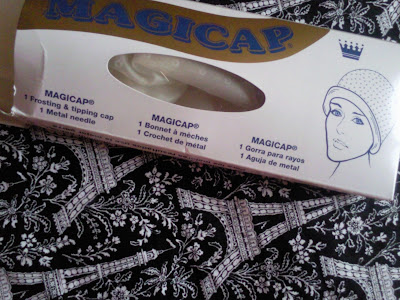 MAGICAP®
MAGICAP®
1 Frosting & tipping cap
1 Metal needle
MAGICAP®
1 Bonnet à mèches
1 Crochet de metal
MAGICAP®
1 Gorra para rayos
1 Aguja de metal